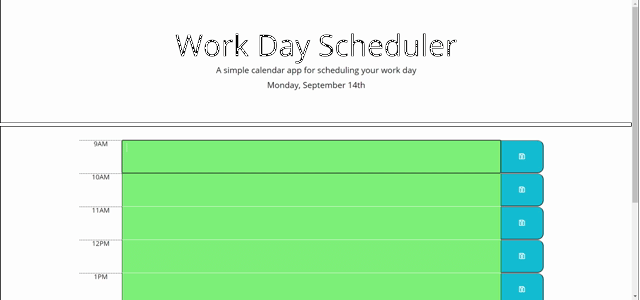 Work Day Scheduler
A simple calendar app for scheduling your work day
Monday, September 14th
9AM
10AM
11AM
12PM
1PM